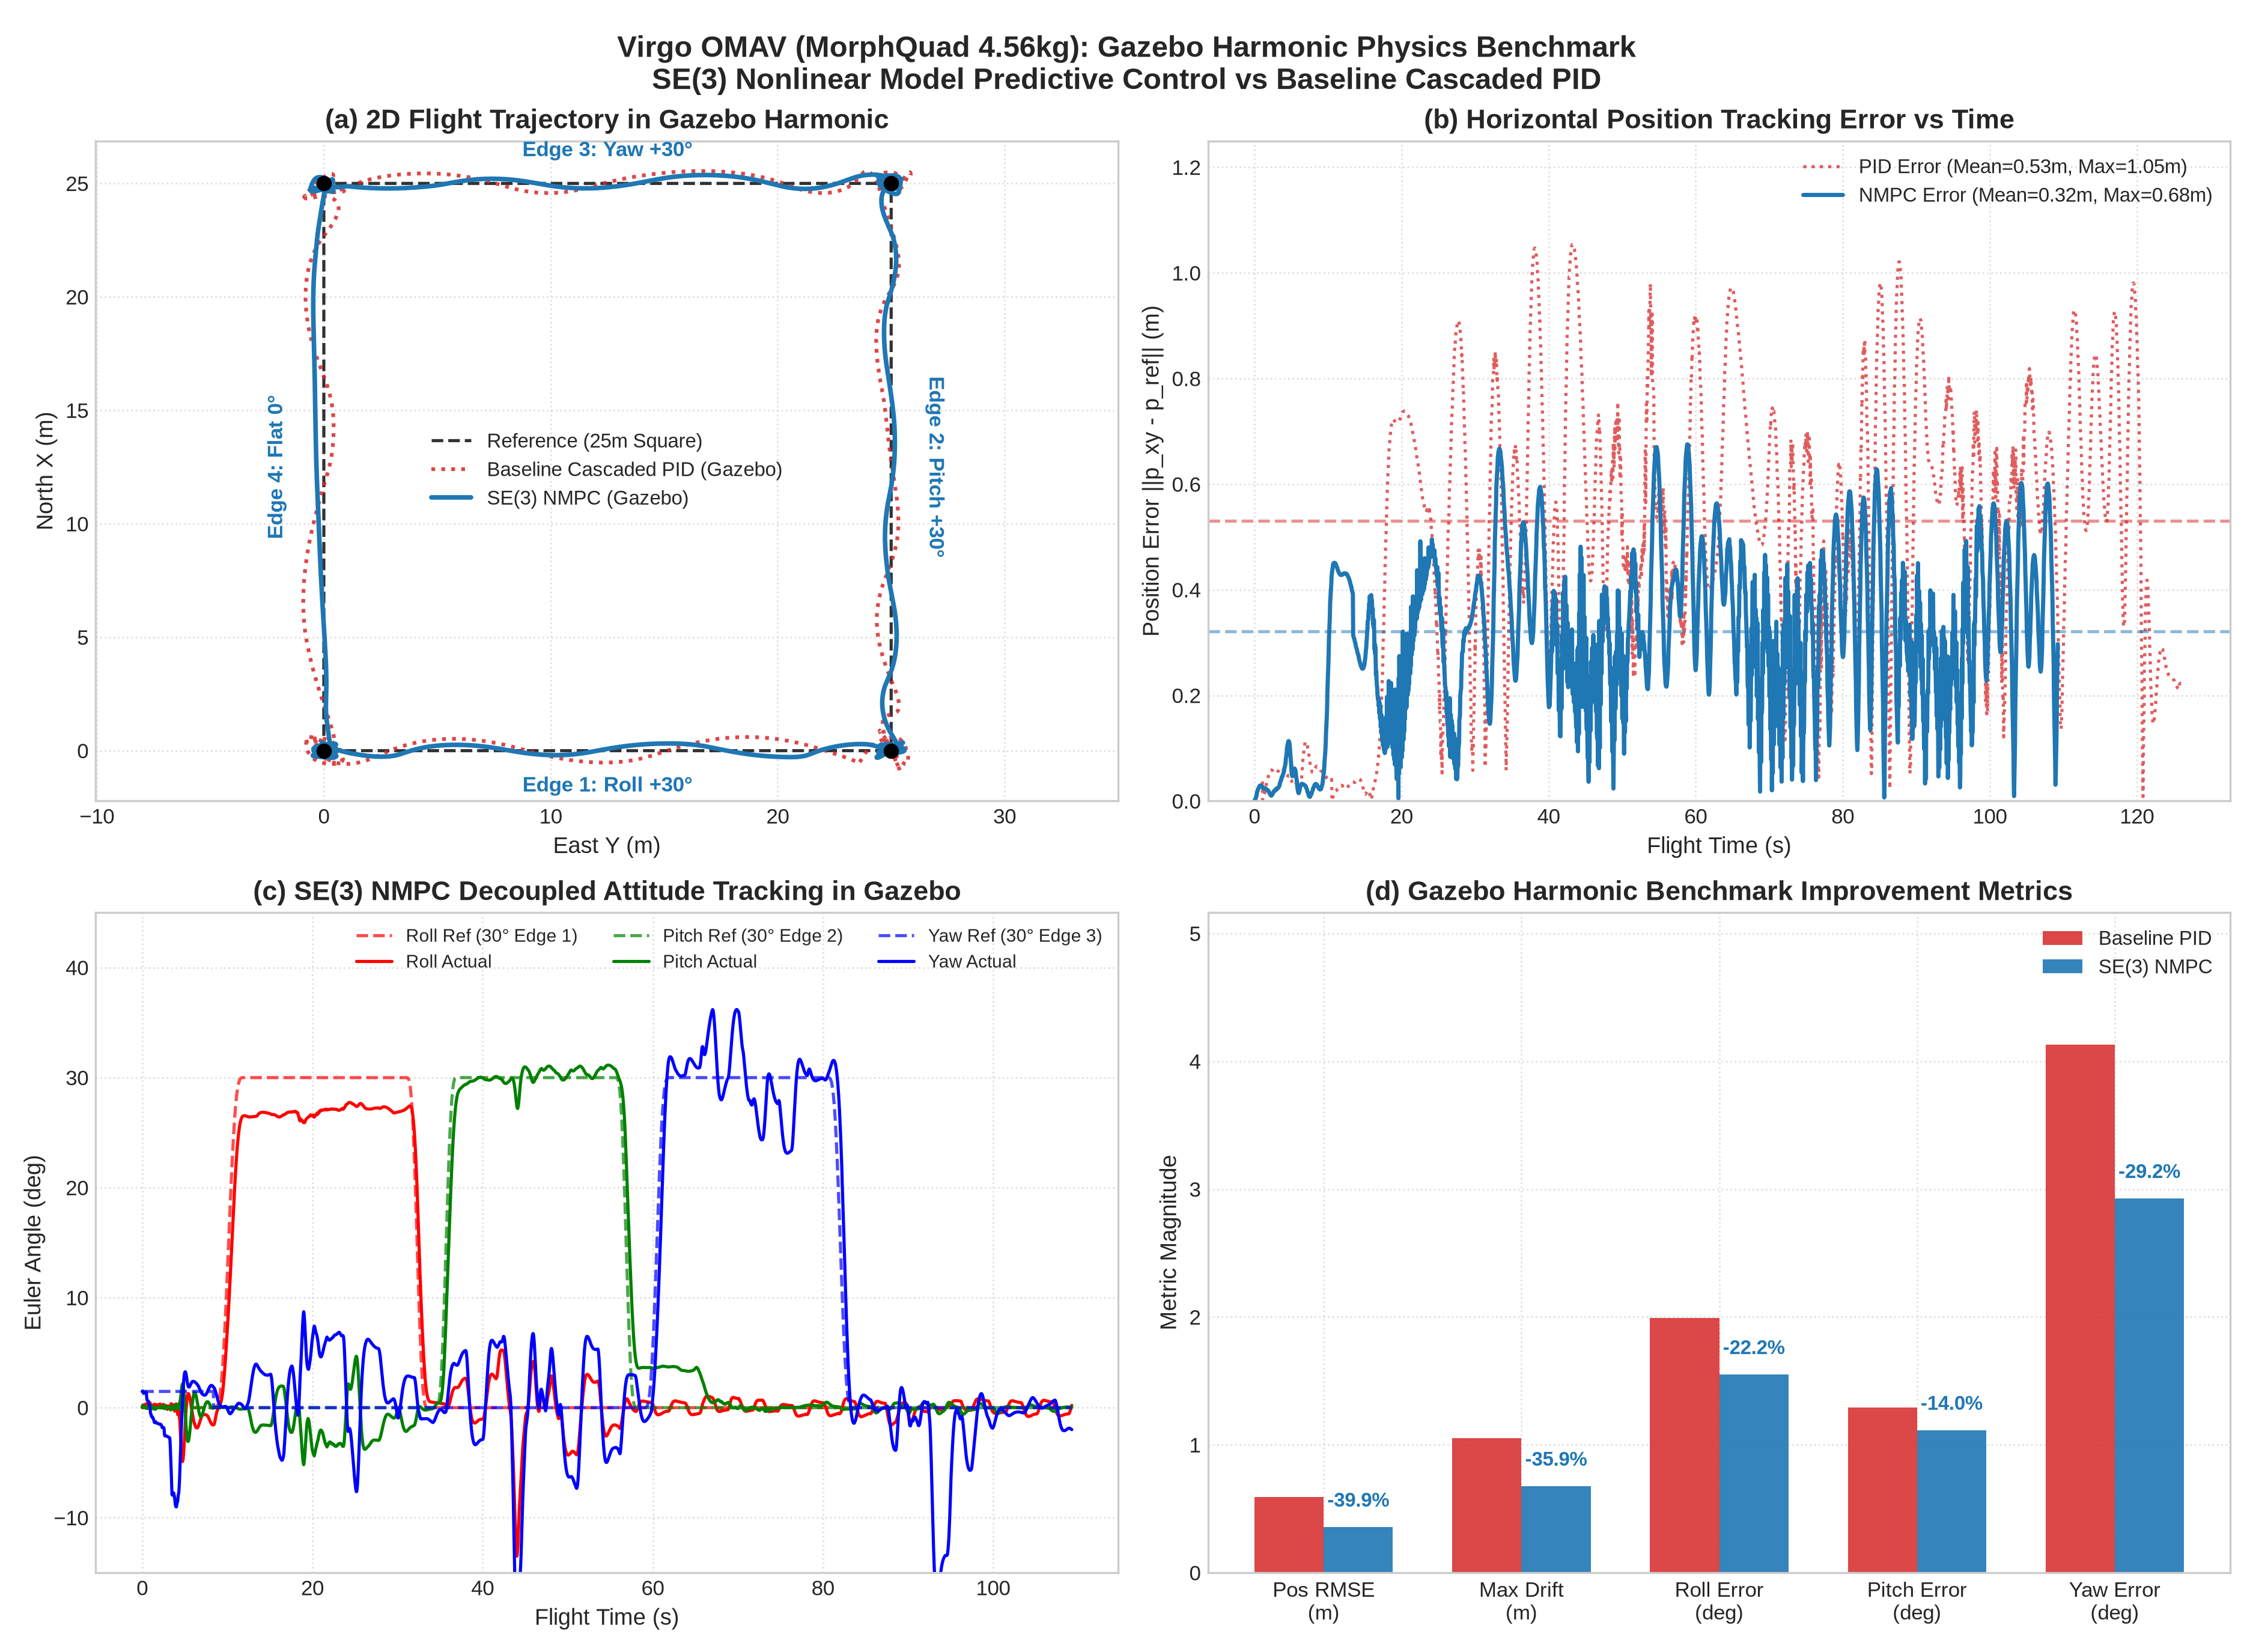 Virgo OMAV (MorphQuad 4.56kg): Gazebo Harmonic Physics Benchmark
SE(3) Nonlinear Model Predictive Control vs Baseline Cascaded PID
(a) 2D Flight Trajectory in Gazebo Harmonic
Edge 3: Yaw +30°
25
20
15
10
5
0
North X (m)
Edge 4: Flat 0°
Edge 2: Pitch +30°
Reference (25m Square)
Baseline Cascaded PID (Gazebo)
SE(3) NMPC (Gazebo)
Edge 1: Roll +30°
−10
0
10
20
30
East Y (m)
(b) Horizontal Position Tracking Error vs Time
PID Error (Mean=0.53m, Max=1.05m)
NMPC Error (Mean=0.32m, Max=0.68m)
1.2
1.0
0.8
0.6
0.4
0.2
0.0
Position Error ||p_xy - p_ref|| (m)
0
20
40
60
80
100
120
Flight Time (s)
(c) SE(3) NMPC Decoupled Attitude Tracking in Gazebo
Roll Ref (30° Edge 1)
Roll Actual
Pitch Ref (30° Edge 2)
Pitch Actual
Yaw Ref (30° Edge 3)
Yaw Actual
40
30
20
10
0
−10
Euler Angle (deg)
0
20
40
60
80
100
Flight Time (s)
(d) Gazebo Harmonic Benchmark Improvement Metrics
Baseline PID
SE(3) NMPC
5
4
3
2
1
0
Metric Magnitude
-39.9%
-35.9%
-22.2%
-14.0%
-29.2%
Pos RMSE
(m)
Max Drift
(m)
Roll Error
(deg)
Pitch Error
(deg)
Yaw Error
(deg)